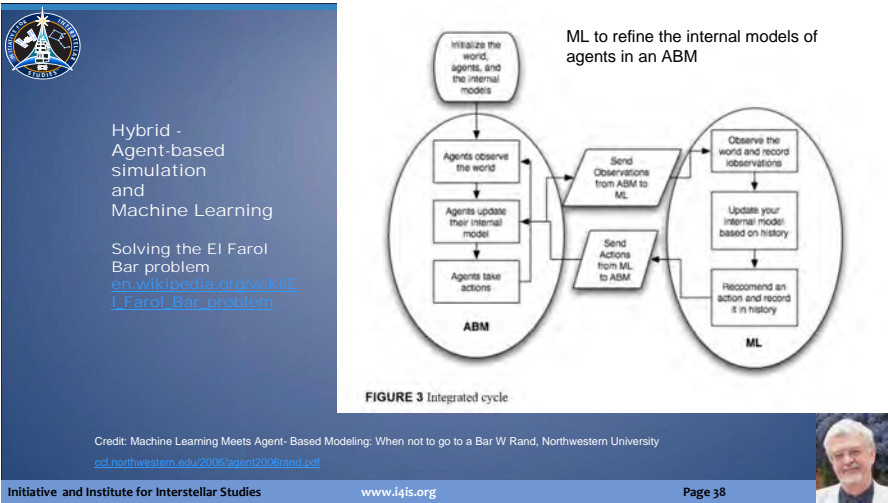 INITIATIVE FOR INTERSTELLAR STUDIES
ML to refine the internal models of
agents in an ABM
Hybrid -
Agent-based
simulation
and
Machine Learning
Solving the El Farol
Bar problem
en.wikipedia.org/wiki/E
l_Farol_Bar_problem
Initialize the
world,
agents, and
the internal
models
Agents observe
the world
Agents update
their internal
model
Agents take
actions
ABM
Send
Observations
from ABM to
ML
Send
Actions
from ML
to ABM
Observe the
world and record
iobservations
Update your
internal model
based on history
Reccomend an
action and record
it in history
ML
FIGURE 3 Integrated cycle
Credit: Machine Learning Meets Agent- Based Modeling: When not to go to a Bar W Rand, Northwestern University
ccl.northwestern.edu/2006/agent2006rand.pdf
Initiative and Institute for Interstellar Studies
www.i4is.org
Page 38